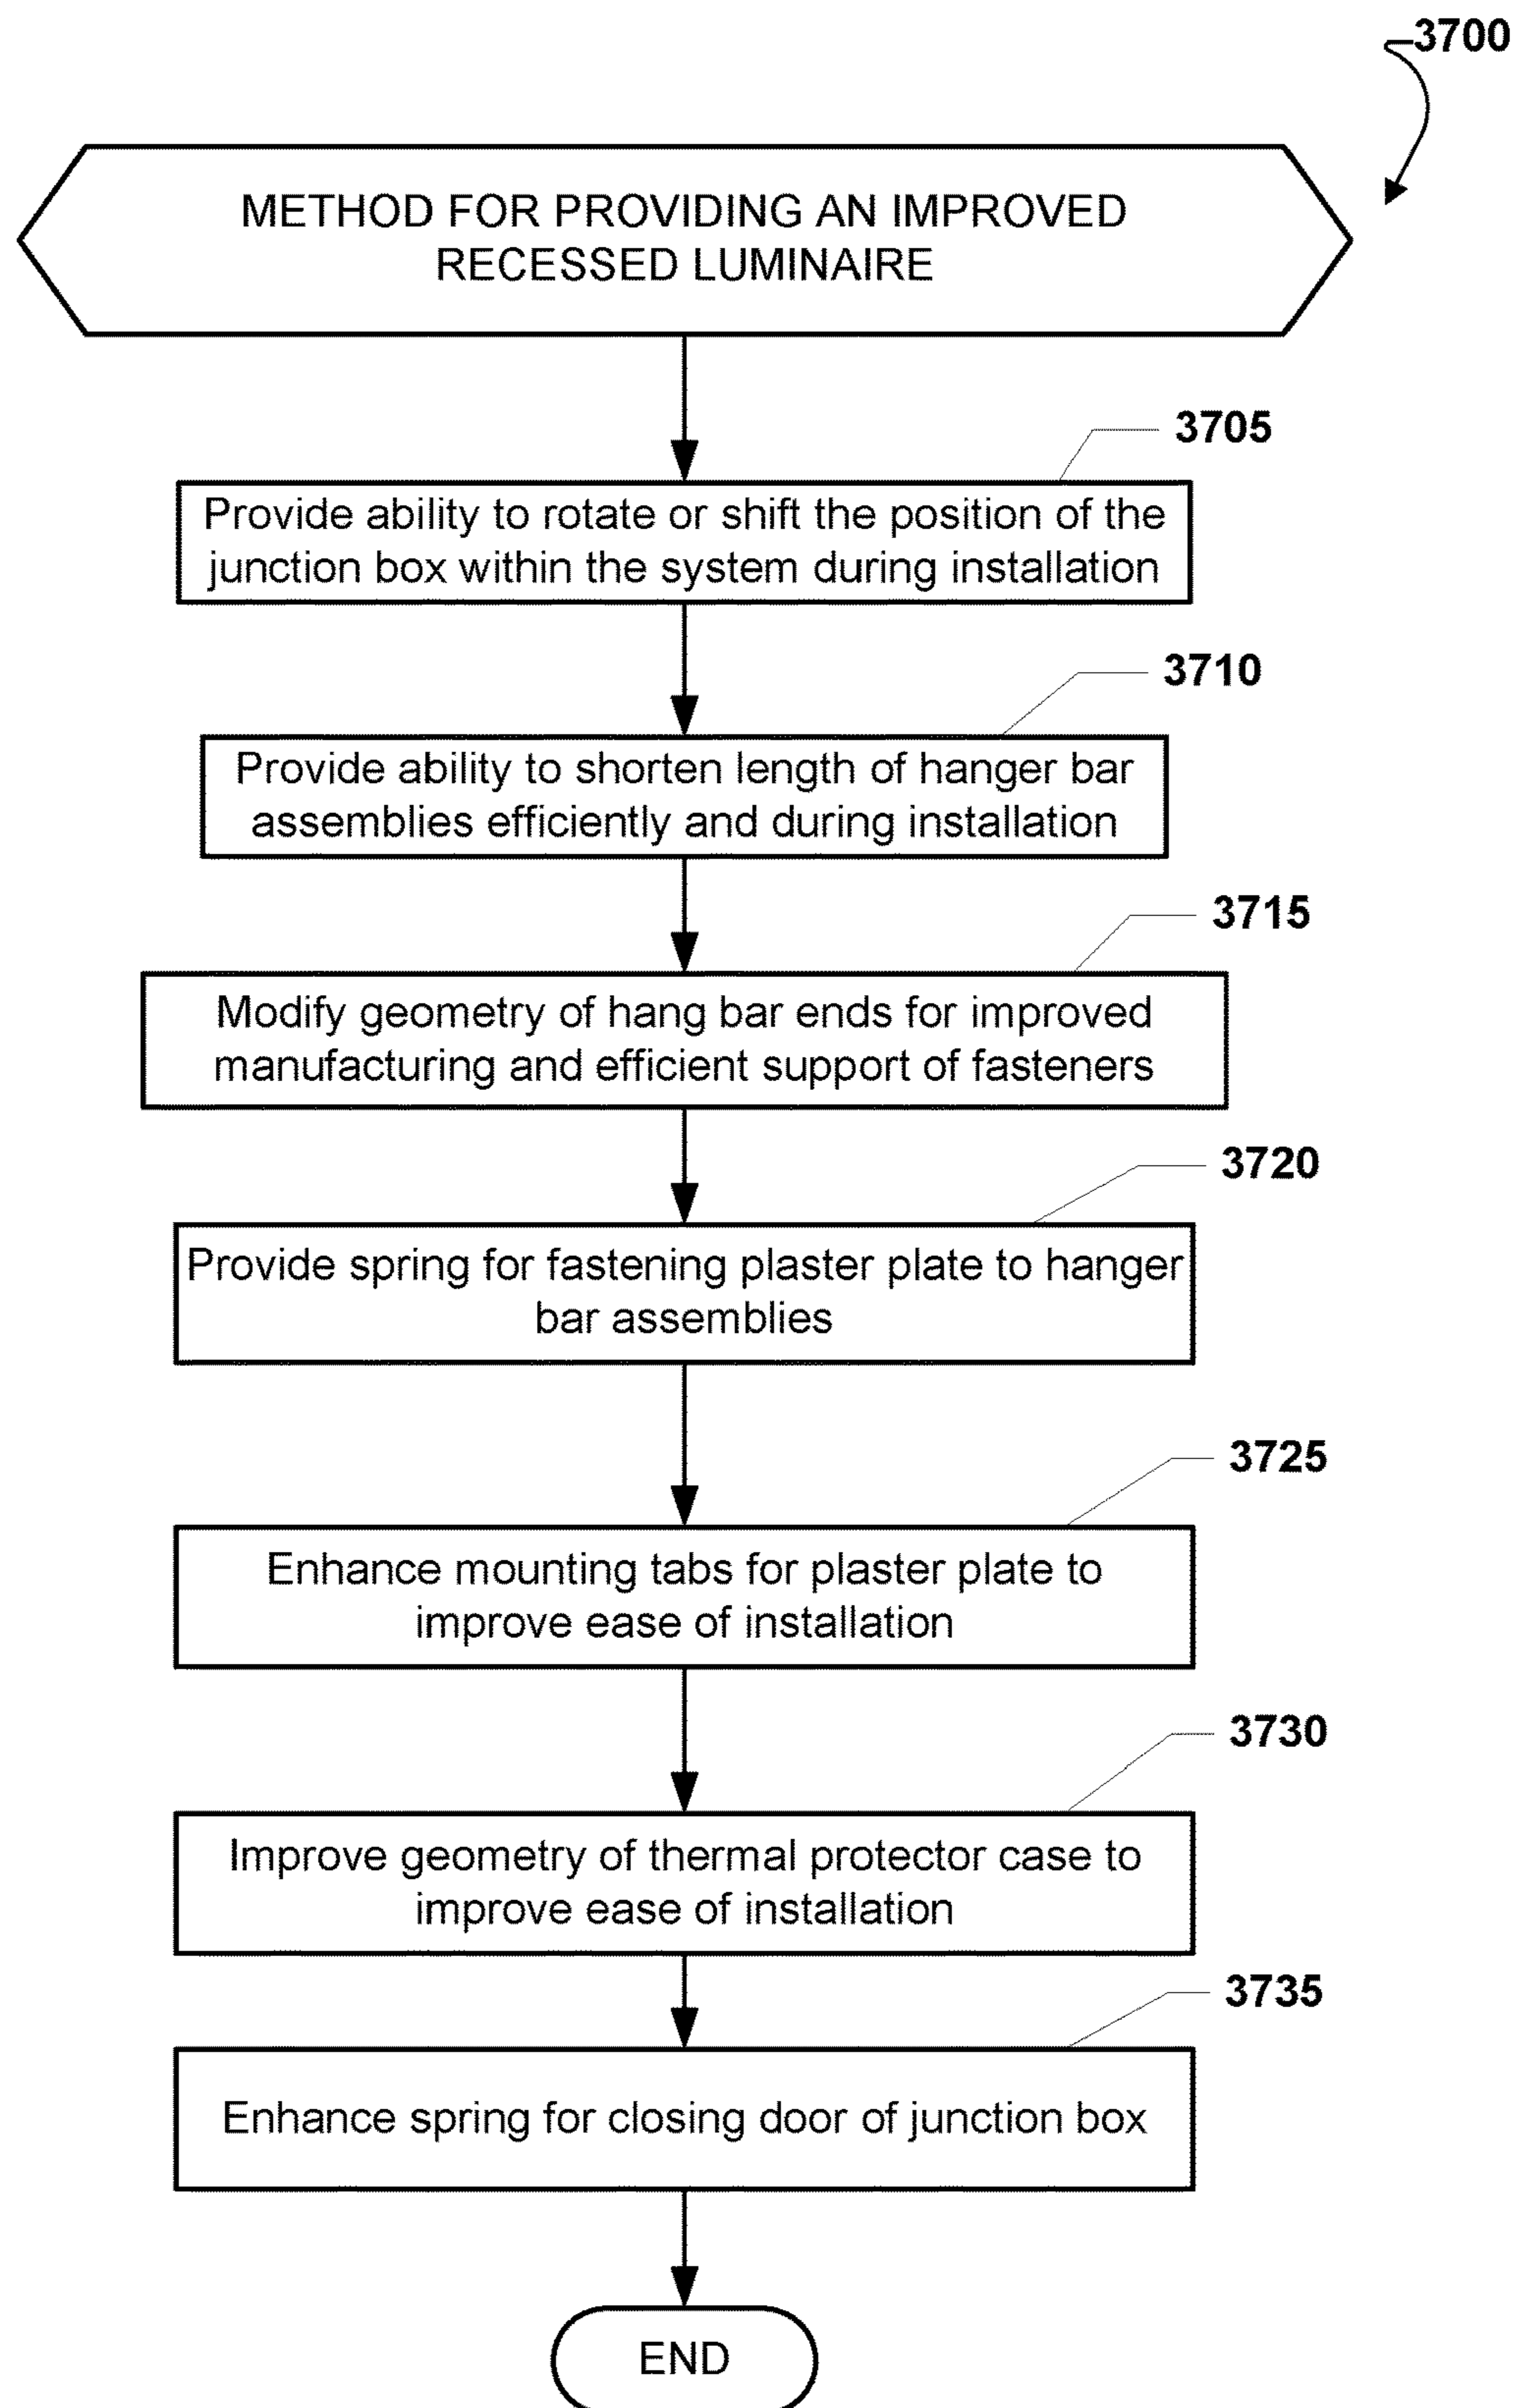 3700
METHOD FOR PROVIDING AN IMPROVED
RECESSED LUMINAIRE
3705
Provide ability to rotate or shift the position of the
junction box within the system during installation
3710
Provide ability to shorten length of hanger bar
assemblies efficiently and during installation
3715
Modify geometry of hang bar ends for improved
manufacturing and efficient support of fasteners
3720
Provide spring for fastening plaster plate to hanger
bar assemblies
3725
Enhance mounting tabs for plaster plate to
improve ease of installation
3730
Improve geometry of thermal protector case to
improve ease of installation
3735
Enhance spring for closing door of junction box
END